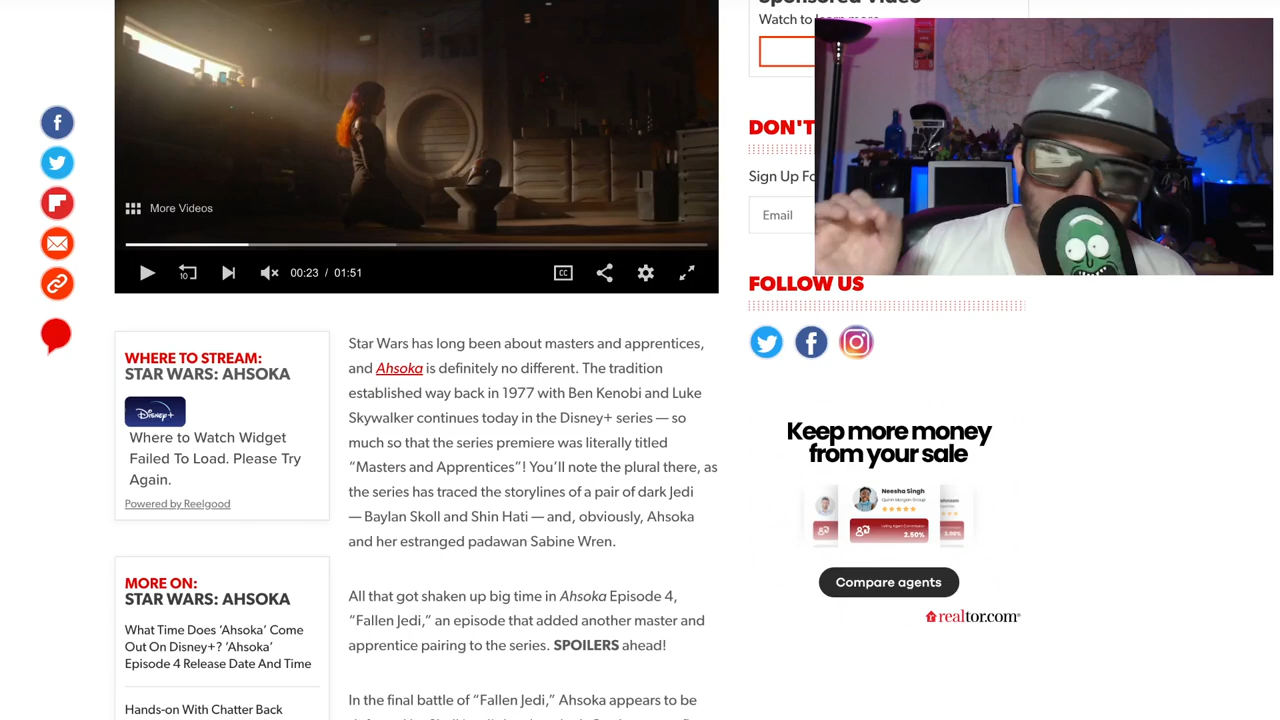 Sponsored Video
Watch to learn more
More Videos
10
00:23 / 01:51
CC
DON'T
Sign Up Fo
Email
Z
FOLLOW US
WHERE TO STREAM:
STAR WARS: AHSOKA
Disney+
Where to Watch Widget
Failed To Load. Please Try
Again.
Powered by Reelgood
MORE ON:
STAR WARS: AHSOKA
What Time Does ‘Ahsoka’ Come
Out On Disney+? ‘Ahsoka’
Episode 4 Release Date And Time
Hands-on With Chatter Back
Star Wars has long been about masters and apprentices,
and Ahsoka is definitely no different. The tradition
established way back in 1977 with Ben Kenobi and Luke
Skywalker continues today in the Disney+ series — so
much so that the series premiere was literally titled
“Masters and Apprentices”! You’ll note the plural there, as
the series has traced the storylines of a pair of dark Jedi
— Baylan Skoll and Shin Hati — and, obviously, Ahsoka
and her estranged padawan Sabine Wren.
All that got shaken up big time in Ahsoka Episode 4,
“Fallen Jedi,” an episode that added another master and
apprentice pairing to the series. SPOILERS ahead!
In the final battle of “Fallen Jedi,” Ahsoka appears to be
Keep more money
from your sale
Neesha Singh
2.50%
Compare agents
realtor.com